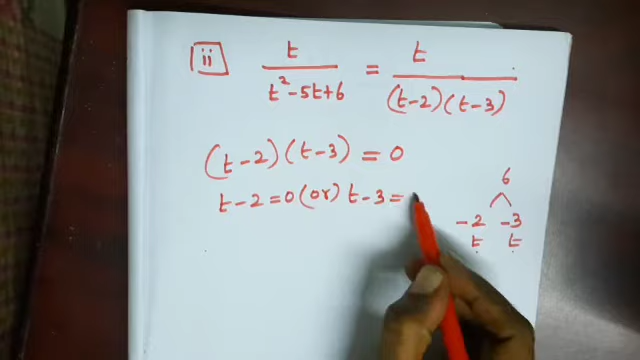 ii t / t² - 5t + 6 = t / (t-2)(t-3)
(t-2)(t-3) = 0
t-2 = 0 (or) t-3 =
6
-2 -3
t t